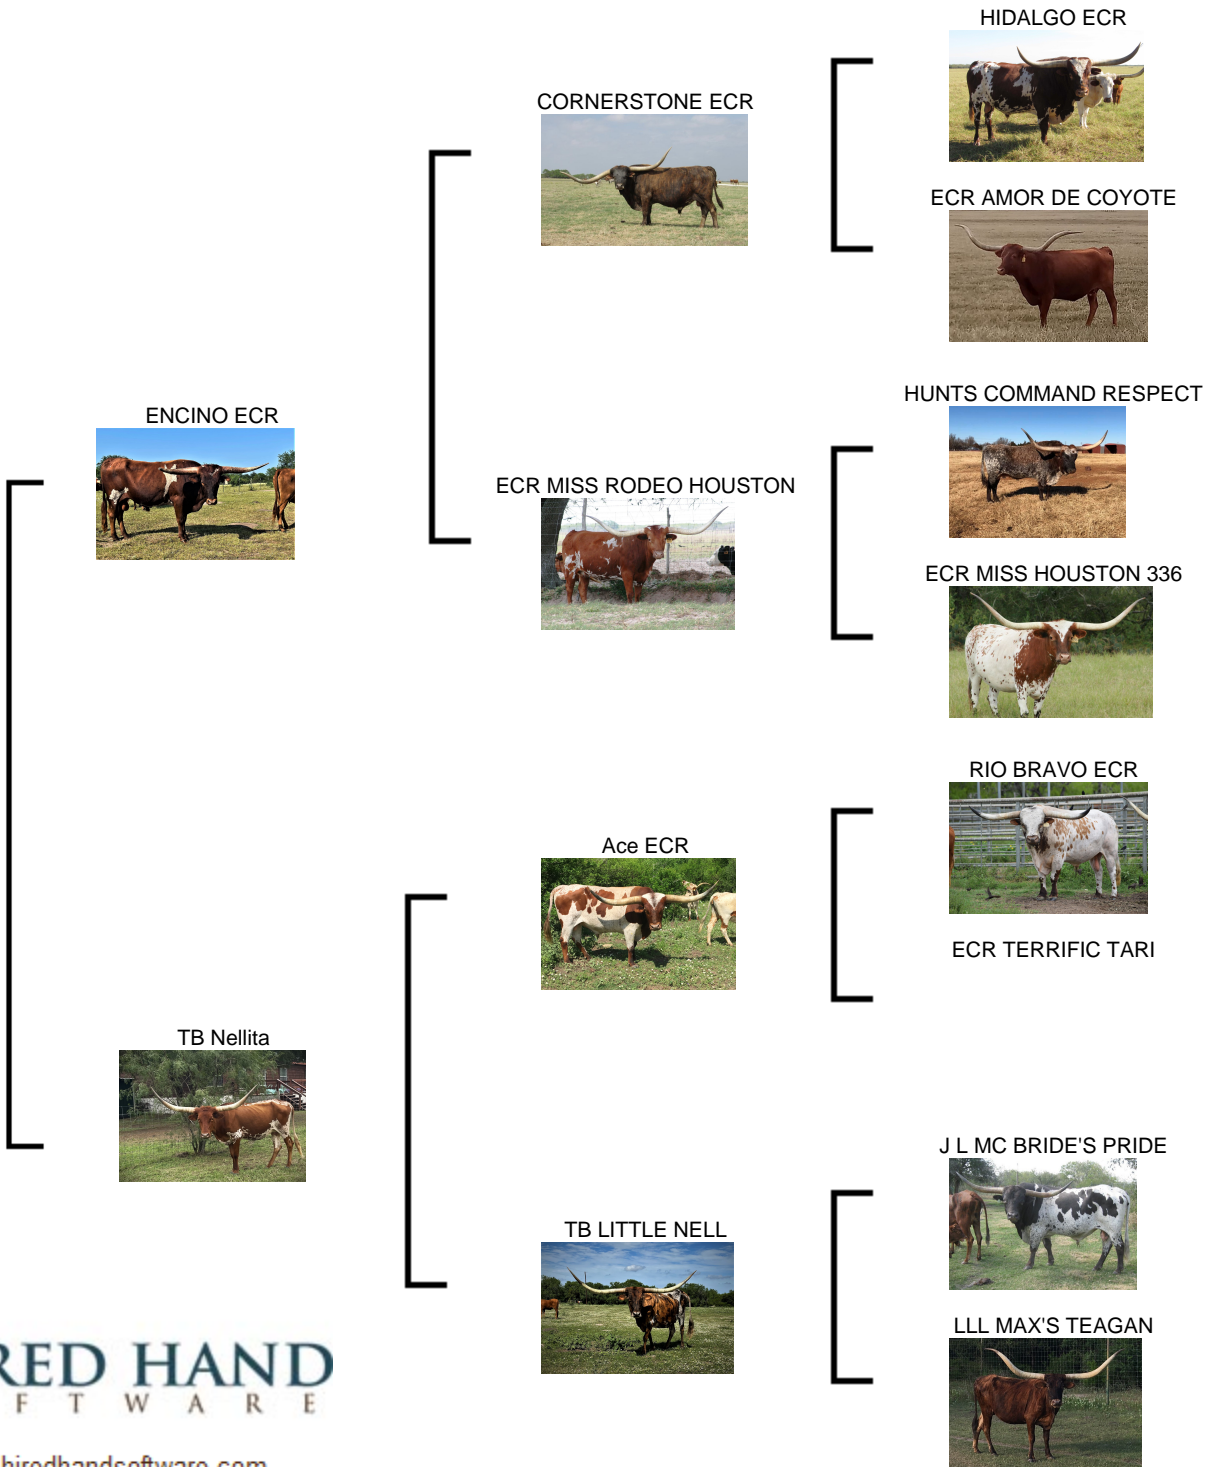 HIDALGO ECR
CORNERSTONE ECR
ECR AMOR DE COYOTE
HUNTS COMMAND RESPECT
ENCINO ECR
ECR MISS RODEO HOUSTON
ECR MISS HOUSTON 336
RIO BRAVO ECR
Ace ECR
ECR TERRIFIC TARI
TB Nellita
J L MC BRIDE'S PRIDE
TB LITTLE NELL
LLL MAX'S TEAGAN
RED HAND
F T W A R E
hiredhandsoftware.com